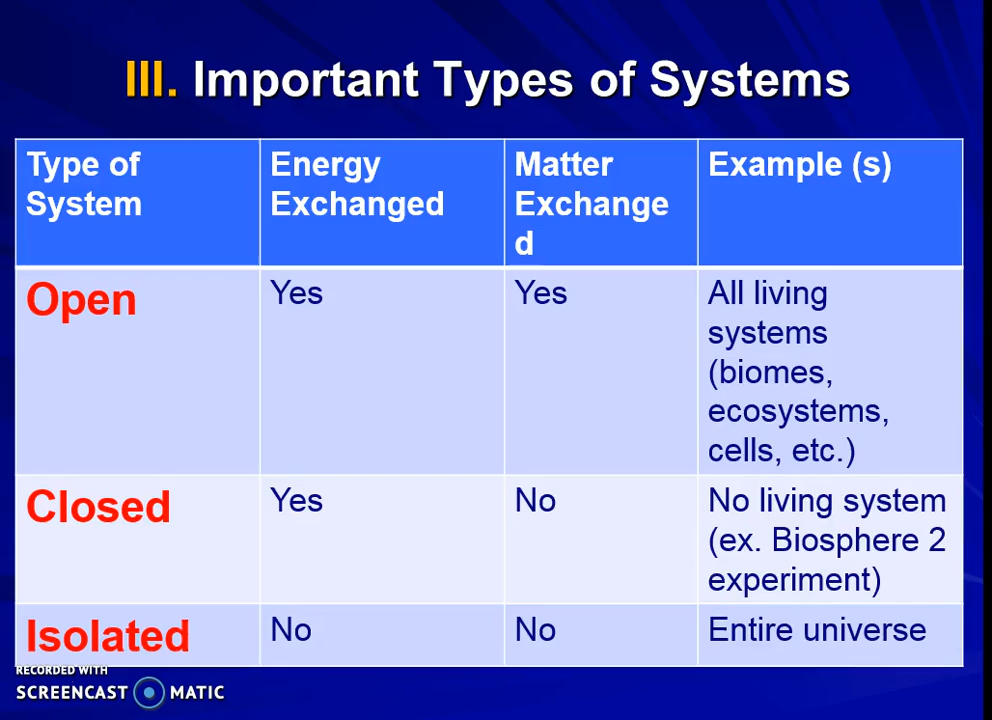 III. Important Types of Systems
Type of
System
Energy
Exchanged
Matter
Exchange
d
Example (s)
Open
Yes
Yes
All living
systems
(biomes,
ecosystems,
cells, etc.)
Closed
Yes
No
No living system
(ex. Biosphere 2
experiment)
Isolated
No
No
Entire universe
RECORDED WITH
SCREENCAST MATIC